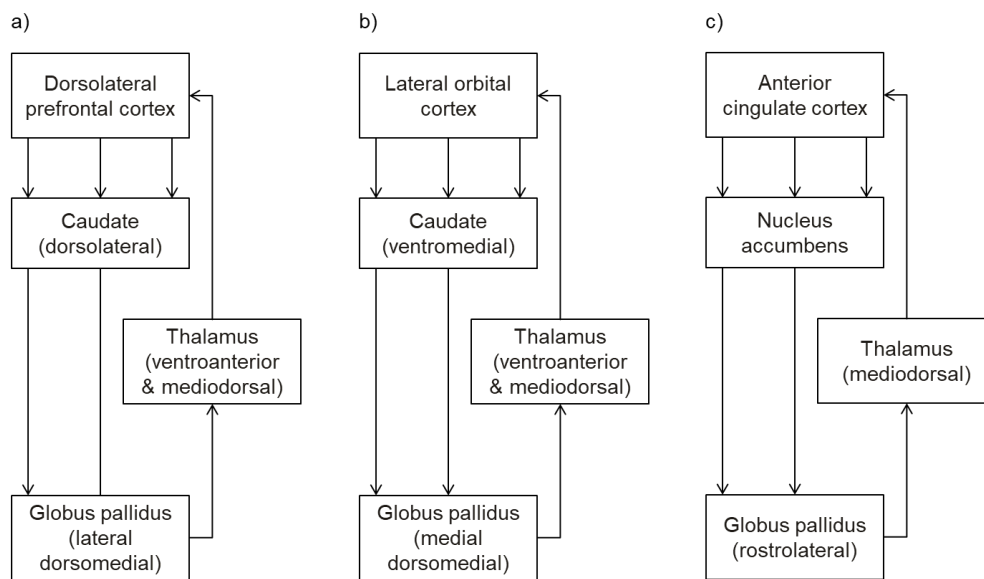 a)
Dorsolateral
prefrontal cortex
Caudate
(dorsolateral)
Thalamus
(ventroanterior
& mediodorsal)
Globus pallidus
(lateral
dorsomedial)
b)
Lateral orbital
cortex
Caudate
(ventromedial)
Thalamus
(ventroanterior
& mediodorsal)
Globus pallidus
(medial
dorsomedial)
c)
Anterior
cingulate cortex
Nucleus
accumbens
Thalamus
(mediodorsal)
Globus pallidus
(rostrolateral)